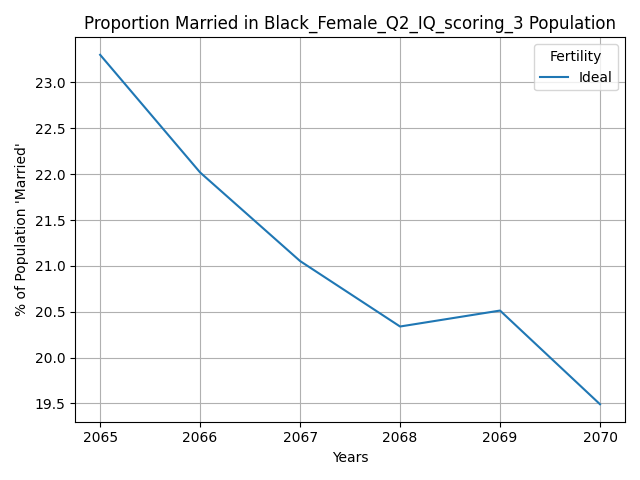 Proportion Married in Black_Female_Q2_IQ_scoring_3 Population
Fertility
Ideal
% of Population 'Married'
23.0
22.5
22.0
21.5
21.0
20.5
20.0
19.5
2065 2066 2067 2068 2069 2070
Years